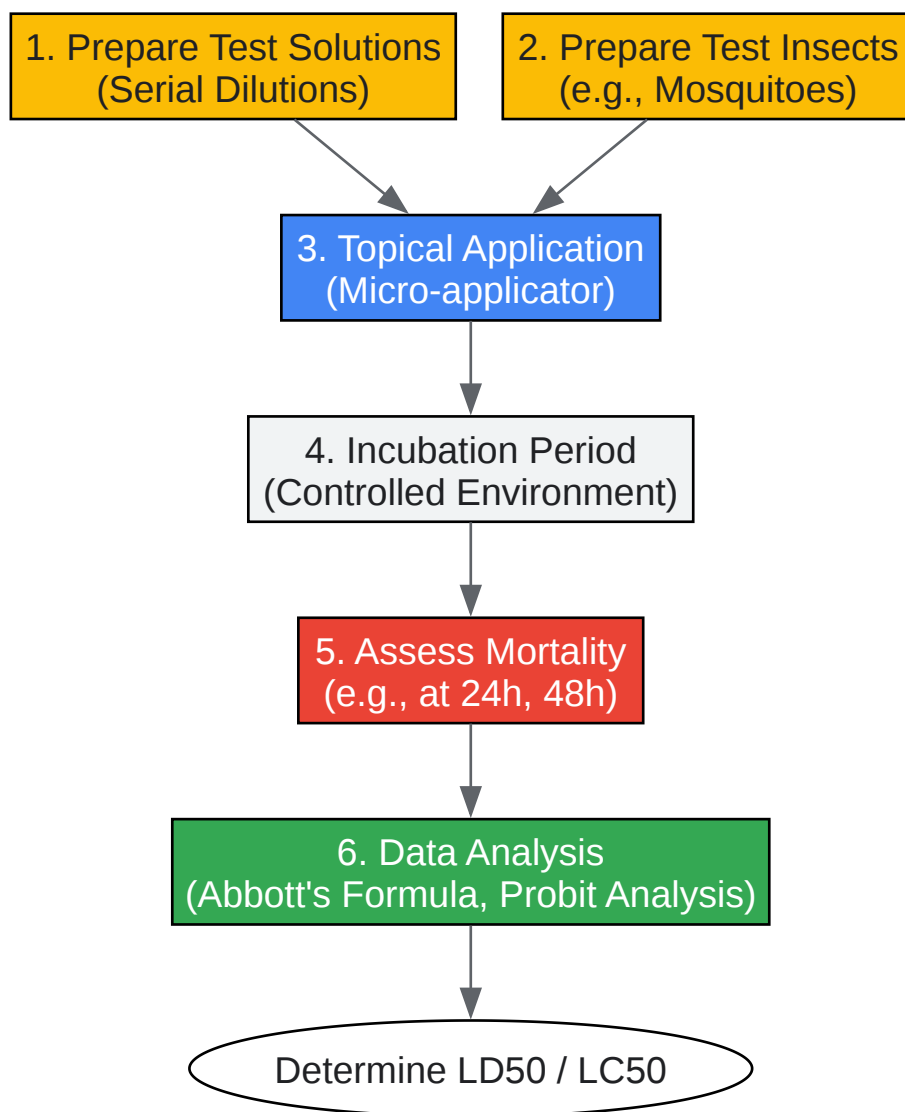 1. Prepare Test Solutions
(Serial Dilutions)
2. Prepare Test Insects
(e.g., Mosquitoes)
3. Topical Application
(Micro-applicator)
4. Incubation Period
(Controlled Environment)
5. Assess Mortality
(e.g., at 24h, 48h)
6. Data Analysis
(Abbott's Formula, Probit Analysis)
Determine LD50 / LC50